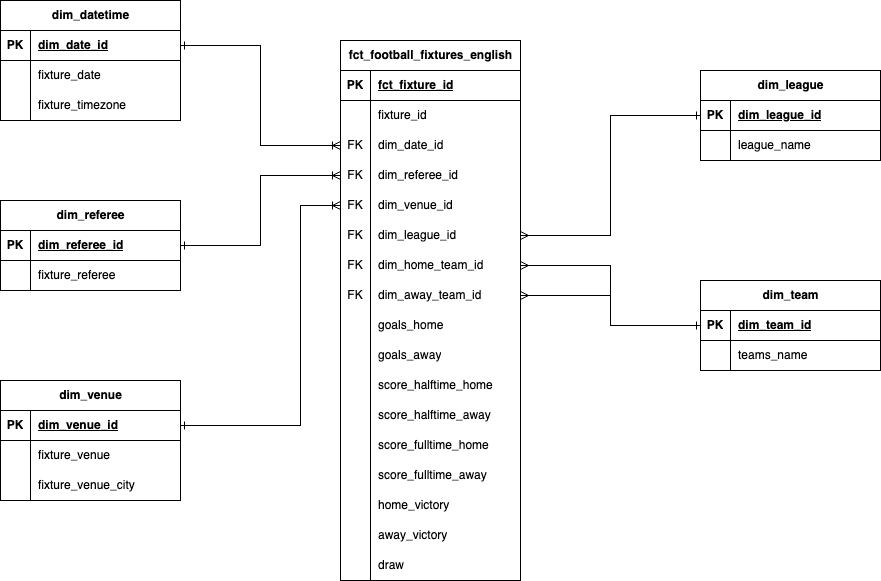 dim_datetime
PK dim_date_id
fixture_date
fixture_timezone
dim_referee
PK dim_referee_id
fixture_referee
dim_venue
PK dim_venue_id
fixture_venue
fixture_venue_city
fct_football_fixtures_english
PK fct_fixture_id
fixture_id
FK dim_date_id
FK dim_referee_id
FK dim_venue_id
FK dim_league_id
FK dim_home_team_id
FK dim_away_team_id
goals_home
goals_away
score_halftime_home
score_halftime_away
score_fulltime_home
score_fulltime_away
home_victory
away_victory
draw
dim_league
PK dim_league_id
league_name
dim_team
PK dim_team_id
teams_name